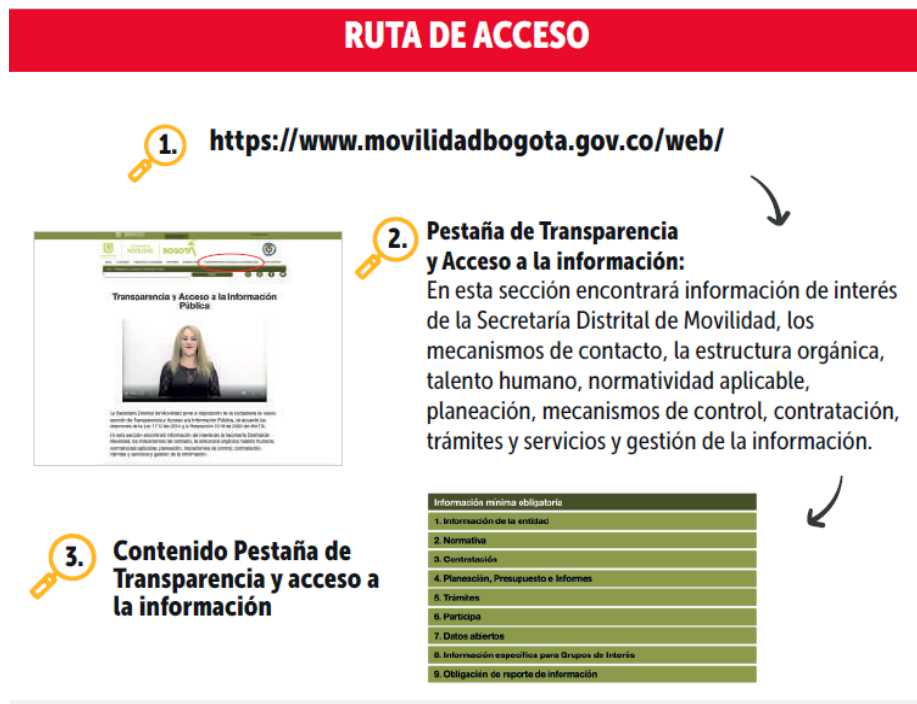 RUTA DE ACCESO
1. https://www.movilidadbogota.gov.co/web/
BOGOTÁ
Transparencia y Acceso a la Información
Pública
2. Pestaña de Transparencia
y Acceso a la información:
En esta sección encontrará información de interés
de la Secretaría Distrital de Movilidad, los
mecanismos de contacto, la estructura orgánica,
talento humano, normatividad aplicable,
planeación, mecanismos de control, contratación,
trámites y servicios y gestión de la información.
3. Contenido Pestaña de
Transparencia y acceso a
la información
Información mínima obligatoria
1. Información de la entidad
2. Normativa
3. Contratación
4. Planeación, Presupuesto e Informes
5. Trámites
6. Participa
7. Datos abiertos
8. Información específica para Grupos de Interés
9. Obligación de reporte de información